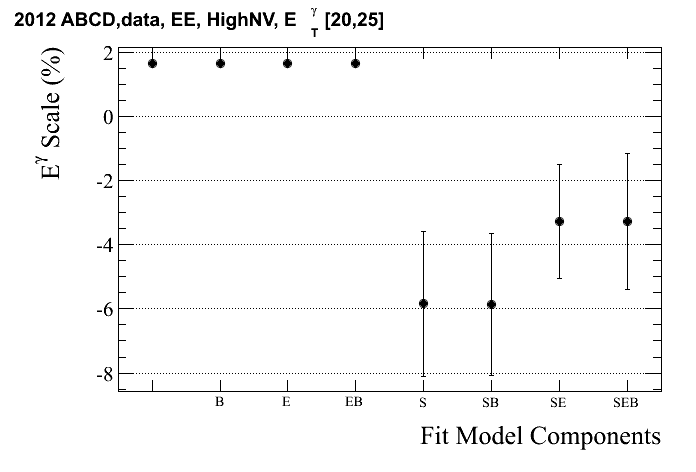 2012 ABCD,data, EE, HighNV, E γ T [20,25]
Eγ Scale (%)
2
0
-2
-4
-6
-8
B E EB S SB SE SEB
Fit Model Components